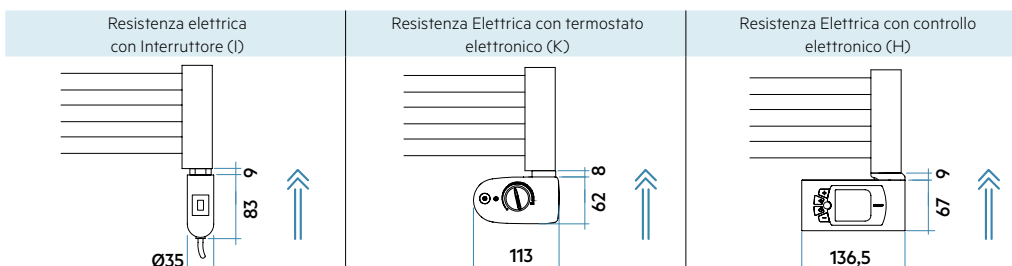 Resistenza elettrica
con Interruttore (I)
Resistenza Elettrica con termostato
elettronico (K)
Resistenza Elettrica con controllo
elettronico (H)
9
83
Ø35
8
62
113
9
67
136,5